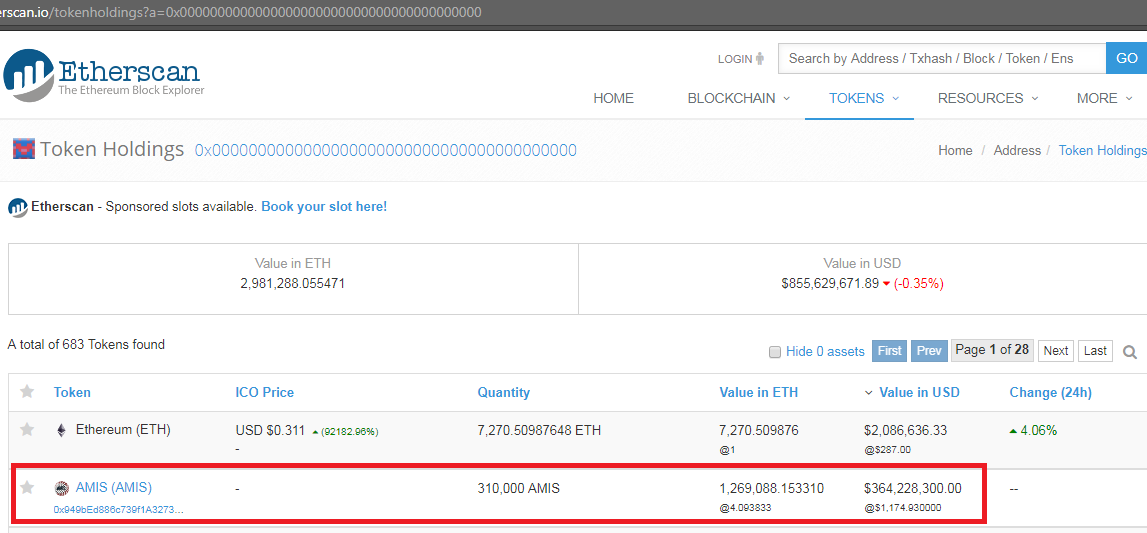 erscan.io/tokenholdings?a=0x0000000000000000000000000000000000000000
LOGIN
Search by Address / Txhash / Block / Token / Ens
GO
Etherscan
The Ethereum Block Explorer
HOME BLOCKCHAIN TOKENS RESOURCES MORE
Token Holdings 0x0000000000000000000000000000000000000000
Home / Address / Token Holdings
Etherscan - Sponsored slots available. Book your slot here!
Value in ETH
2,981,288.055471
Value in USD
$855,629,671.89 (-0.35%)
A total of 683 Tokens found
Hide 0 assets First Prev Page 1 of 28 Next Last
Token ICO Price Quantity Value in ETH Value in USD Change (24h)
Ethereum (ETH) USD $0.311 (92182.96%) 7,270.50987648 ETH 7,270.509876 $2,086,636.33 4.06%
- @1 @$287.00
AMIS (AMIS) - 310,000 AMIS 1,269,088.153310 $364,228,300.00 --
0x949bEd886c739f1A3273... @4.093833 @$1,174.930000